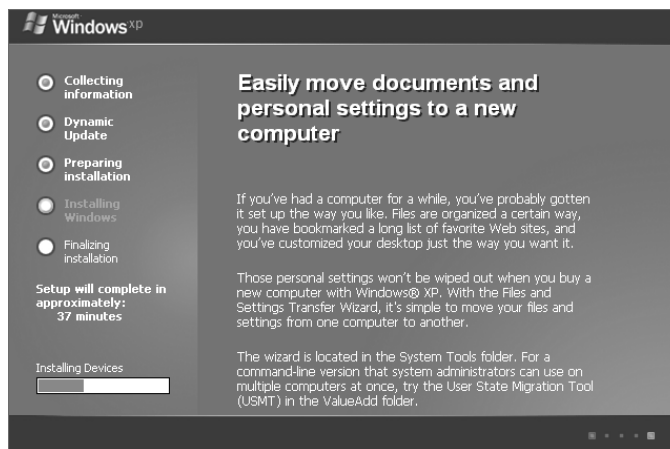 Microsoft
Windows xp
Collecting
information
Dynamic
Update
Preparing
installation
Installing
Windows
Finalizing
installation
Setup will complete in
approximately:
37 minutes
Installing Devices
Easily move documents and
personal settings to a new
computer
If you've had a computer for a while, you've probably gotten
it set up the way you like. Files are organized a certain way,
you have bookmarked a long list of favorite Web sites, and
you've customized your desktop just the way you want it.
Those personal settings won't be wiped out when you buy a
new computer with Windows® XP. With the Files and
Settings Transfer Wizard, it's simple to move your files and
settings from one computer to another.
The wizard is located in the System Tools folder. For a
command-line version that system administrators can use on
multiple computers at once, try the User State Migration Tool
(USMT) in the ValueAdd folder.